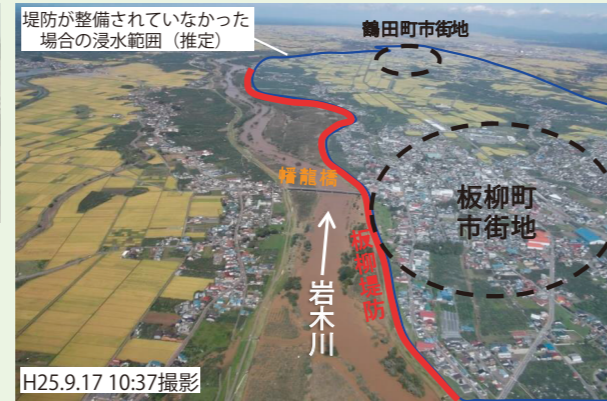 堤防が整備されていなかった
場合の浸水範囲（推定）
鶴田町市街地
幡龍橋
板柳町
市街地
板柳堤防
岩木川
H25.9.17 10:37撮影